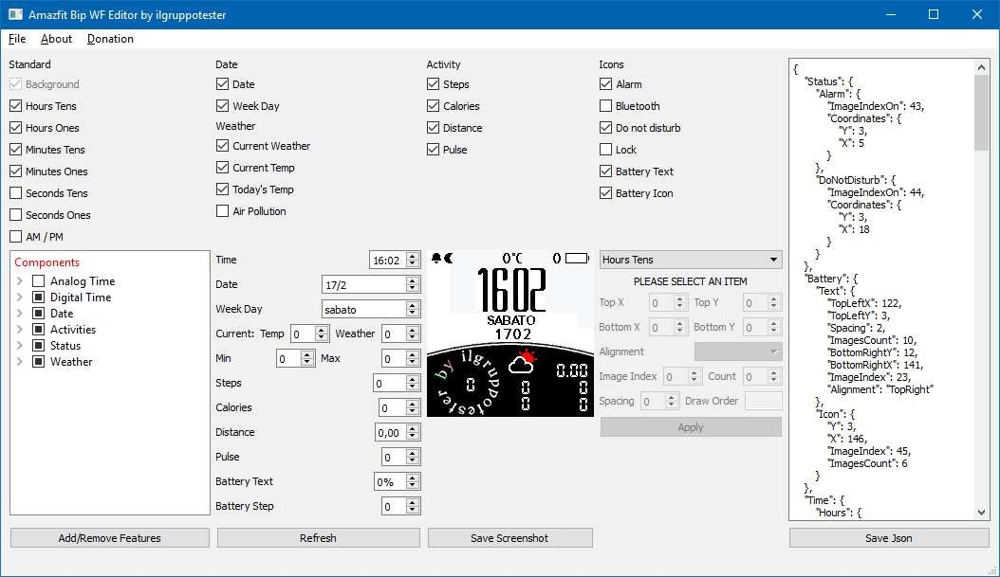 Amazfit Bip WF Editor by ilgruppotester
File About Donation
Standard
Background
Hours Tens
Hours Ones
Minutes Tens
Minutes Ones
Seconds Tens
Seconds Ones
AM / PM
Date
Date
Week Day
Weather
Current Weather
Current Temp
Today's Temp
Air Pollution
Activity
Steps
Calories
Distance
Pulse
Icons
Alarm
Bluetooth
Do not disturb
Lock
Battery Text
Battery Icon
Components
Analog Time
Digital Time
Date
Activities
Status
Weather
Add/Remove Features
Time 16:02
Date 17/2
Week Day sabato
Current: Temp 0 Weather 0
Min 0 Max 0
Steps 0
Calories 0
Distance 0,00
Pulse 0
Battery Text 0%
Battery Step 0
Refresh
0°C 0
1602
SABATO
1702
by ilgruppotester
0
0
0
0.00
0
0
Save Screenshot
Hours Tens
PLEASE SELECT AN ITEM
Top X 0 Top Y 0
Bottom X 0 Bottom Y 0
Alignment
Image Index 0 Count 0
Spacing 0 Draw Order
Apply
{
"Status": {
"Alarm": {
"ImageIndexOn": 43,
"Coordinates": {
"Y": 3,
"X": 5
}
},
"DoNotDisturb": {
"ImageIndexOn": 44,
"Coordinates": {
"Y": 3,
"X": 18
}
}
},
"Battery": {
"Text": {
"TopLeftX": 122,
"TopLeftY": 3,
"Spacing": 2,
"ImagesCount": 10,
"BottomRightY": 12,
"BottomRightX": 141,
"ImageIndex": 23,
"Alignment": "TopRight"
},
"Icon": {
"Y": 3,
"X": 146,
"ImageIndex": 45,
"ImagesCount": 6
}
},
"Time": {
"Hours": {
Save Json